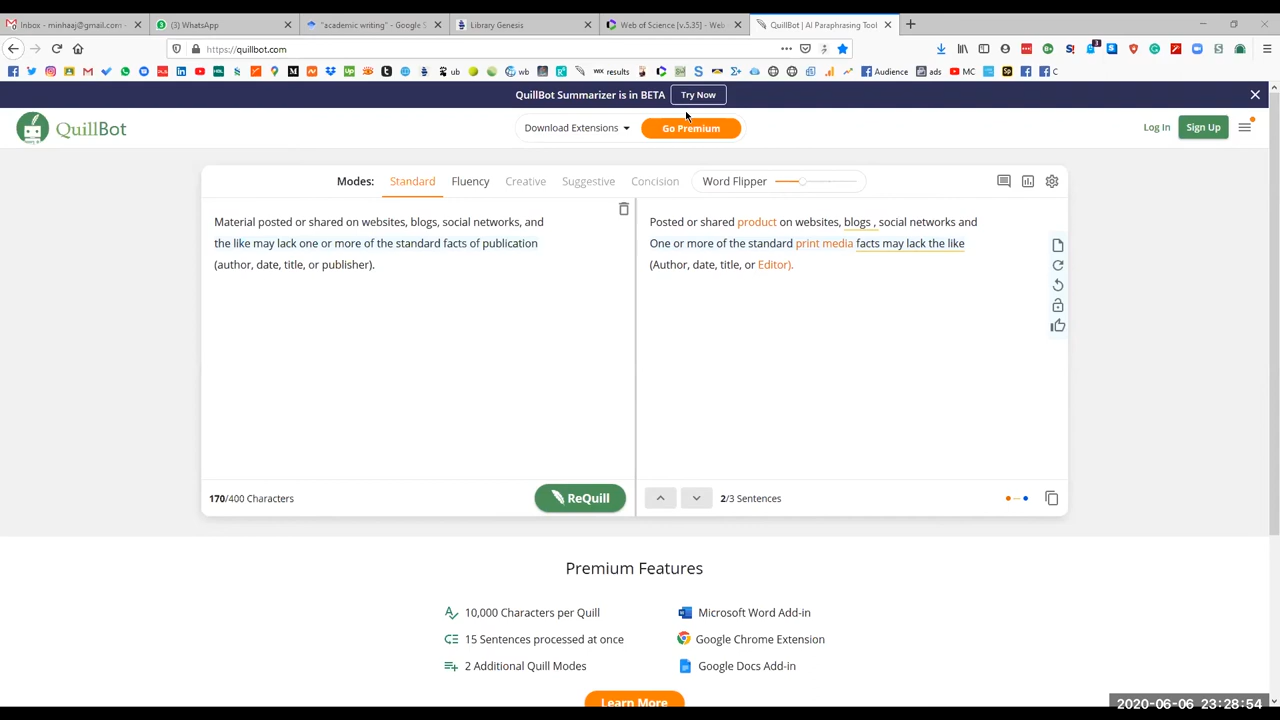 Inbox - minhaaj@gmail.com
(3) WhatsApp
"academic writing" - Google S
Library Genesis
Web of Science [v.5.35] - Web
QuillBot | AI Paraphrasing Tool
https://quillbot.com
ub
wb
WIX results
Audience
ads
MC
C
QuillBot Summarizer is in BETA Try Now
QuillBot
Download Extensions
Go Premium
Log In
Sign Up
Modes: Standard Fluency Creative Suggestive Concision Word Flipper
Material posted or shared on websites, blogs, social networks, and
the like may lack one or more of the standard facts of publication
(author, date, title, or publisher).
Posted or shared product on websites, blogs , social networks and
One or more of the standard print media facts may lack the like
(Author, date, title, or Editor).
170/400 Characters
ReQuill
2/3 Sentences
Premium Features
10,000 Characters per Quill
Microsoft Word Add-in
15 Sentences processed at once
Google Chrome Extension
2 Additional Quill Modes
Google Docs Add-in
Learn More
2020-06-06 23:28:54